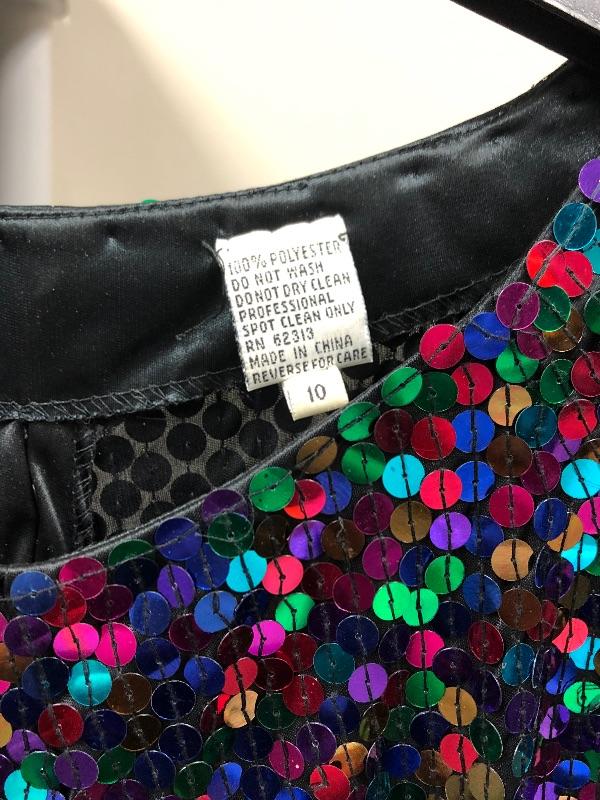 100% POLYESTER
DO NOT WASH
DO NOT DRY CLEAN
PROFESSIONAL
SPOT CLEAN ONLY
RN 62313
MADE IN CHINA
REVERSE FOR CARE
10